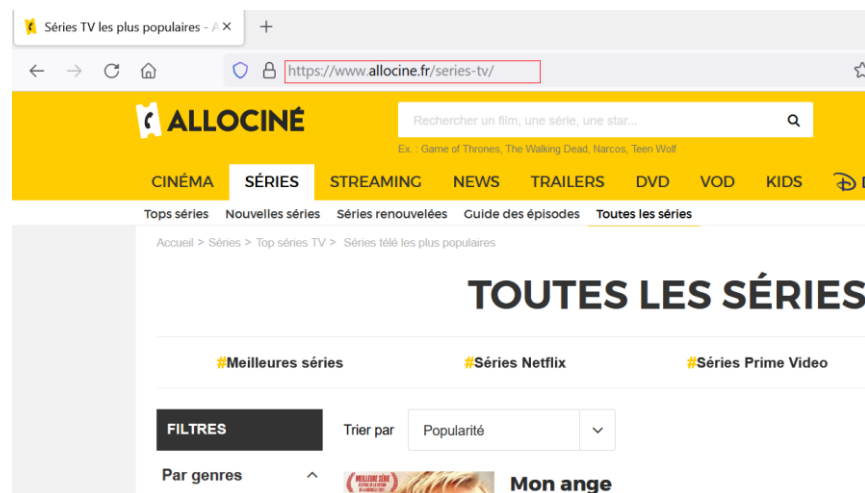 Séries TV les plus populaires - A
https://www.allocine.fr/series-tv/
ALLOCINÉ
Rechercher un film, une série, une star...
Ex. : Game of Thrones, The Walking Dead, Narcos, Teen Wolf
CINÉMA SÉRIES STREAMING NEWS TRAILERS DVD VOD KIDS
Tops séries Nouvelles séries Séries renouvelées Guide des épisodes Toutes les séries
Accueil > Séries > Top séries TV > Séries télé les plus populaires
TOUTES LES SÉRIES
#Meilleures séries #Séries Netflix #Séries Prime Video
FILTRES Trier par Popularité
Par genres
MEILLEURE SÉRIE
Mon ange